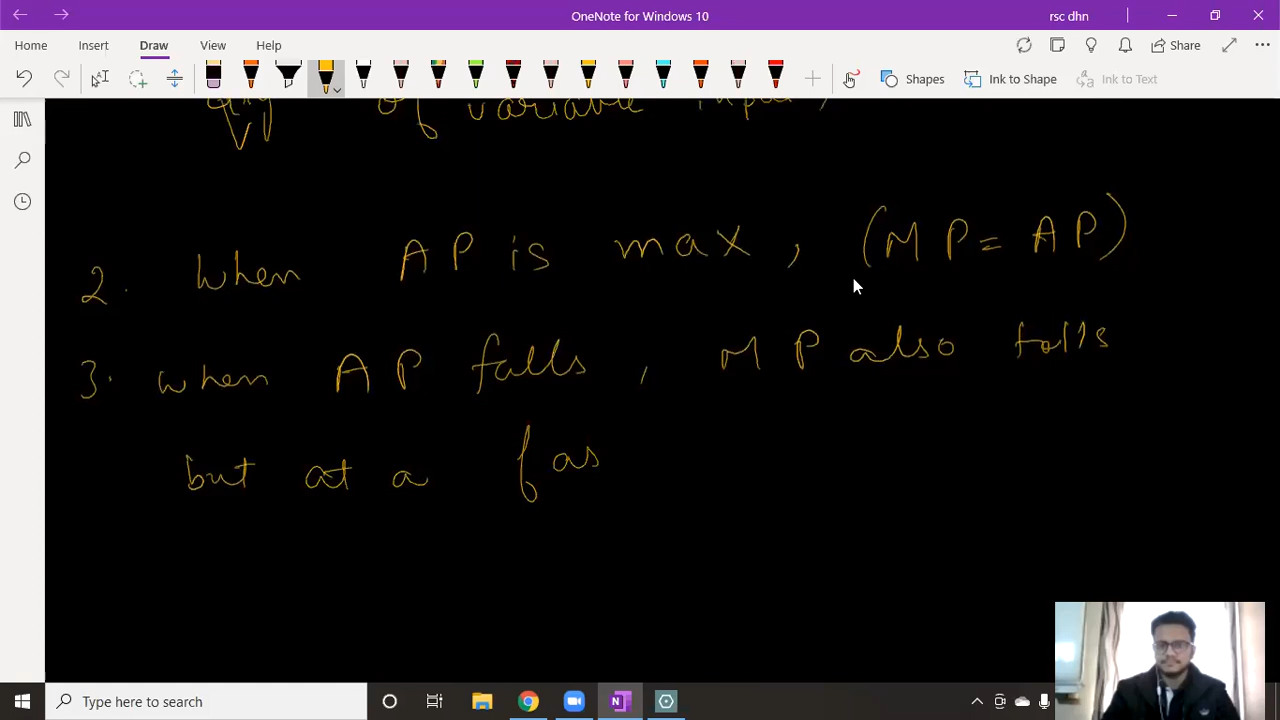 OneNote for Windows 10
rsc dhn
Home Insert Draw View Help
Share
Shapes
Ink to Shape
Ink to Text
of variable
2. When AP is max, (MP = AP)
3. when AP falls, MP also falls
but at a fas
Type here to search